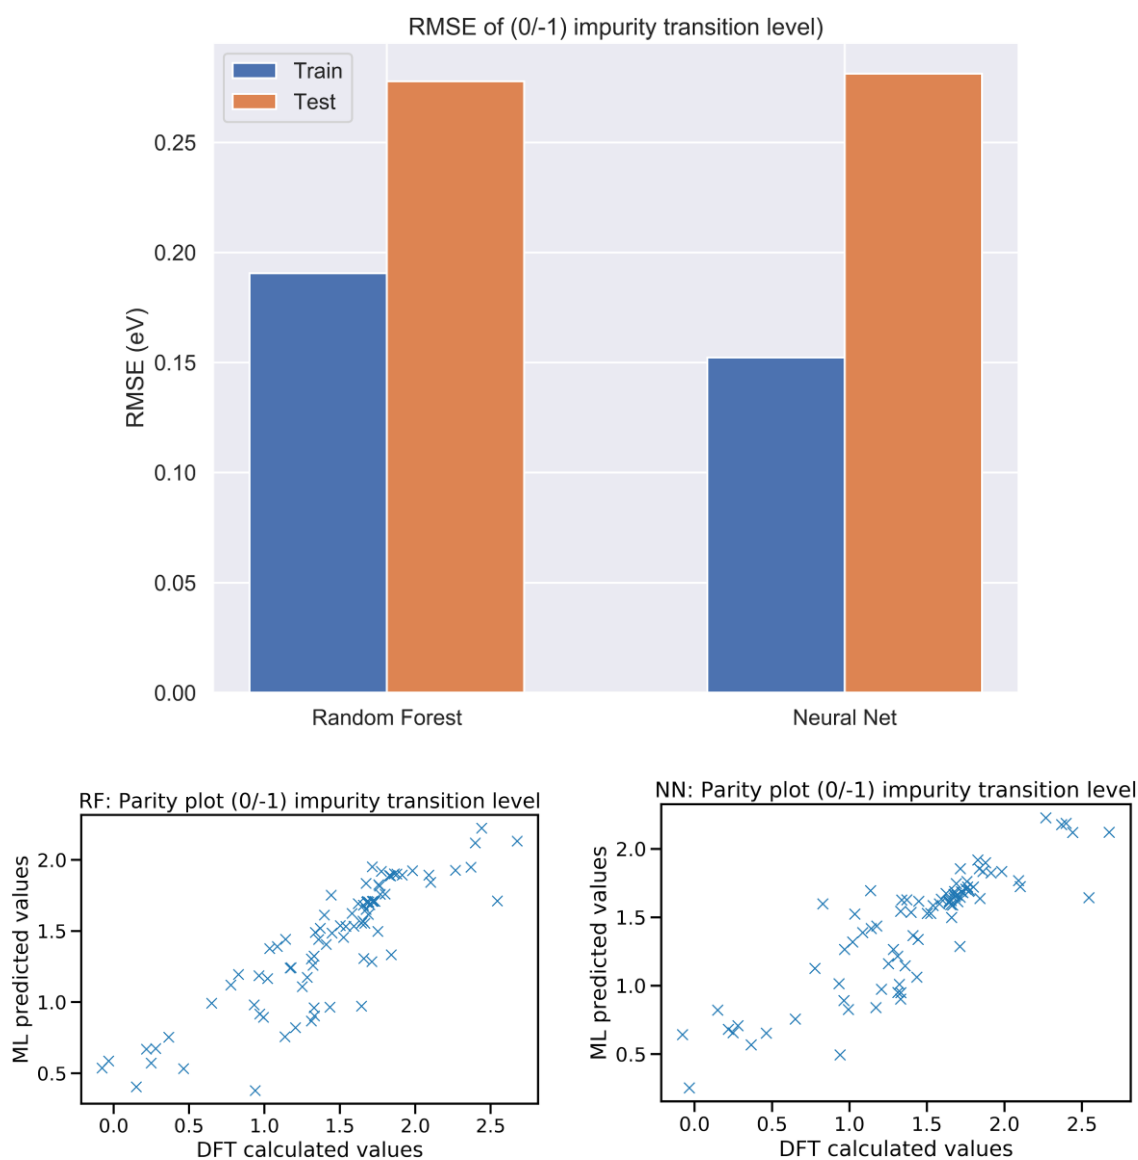 RMSE of (0/-1) impurity transition level)
Train
Test
RMSE (eV)
0.25
0.20
0.15
0.10
0.05
0.00
Random Forest
Neural Net
RF: Parity plot (0/-1) impurity transition level
ML predicted values
2.0
1.5
1.0
0.5
0.0
0.5
1.0
1.5
2.0
2.5
DFT calculated values
NN: Parity plot (0/-1) impurity transition level
ML predicted values
2.0
1.5
1.0
0.5
0.0
0.5
1.0
1.5
2.0
2.5
DFT calculated values